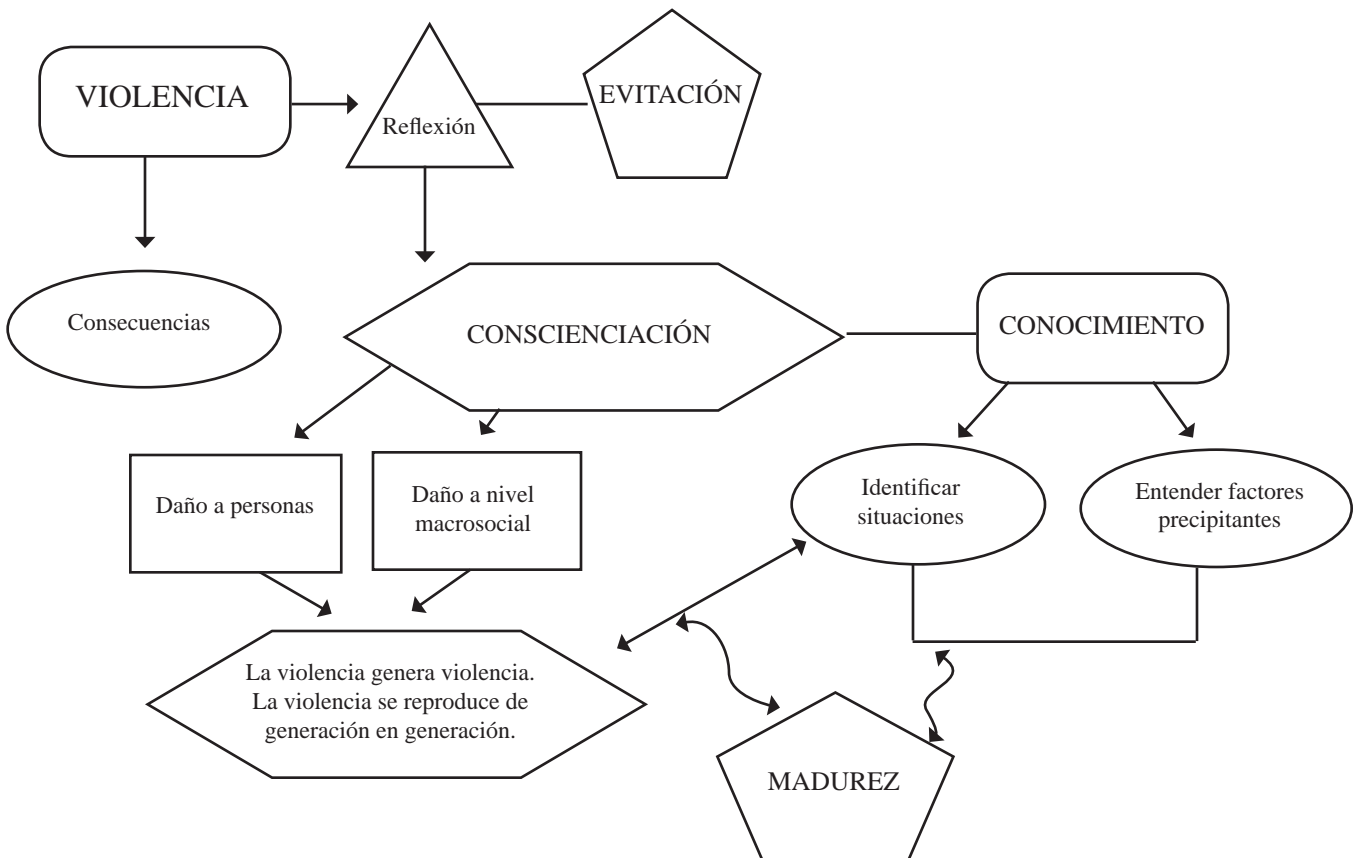 VIOLENCIA
Reflexión
EVITACIÓN
Consecuencias
CONSCIENCIACIÓN
CONOCIMIENTO
Daño a personas
Daño a nivel
macrosocial
Identificar
situaciones
Entender factores
precipitantes
La violencia genera violencia.
La violencia se reproduce de
generación en generación.
MADUREZ